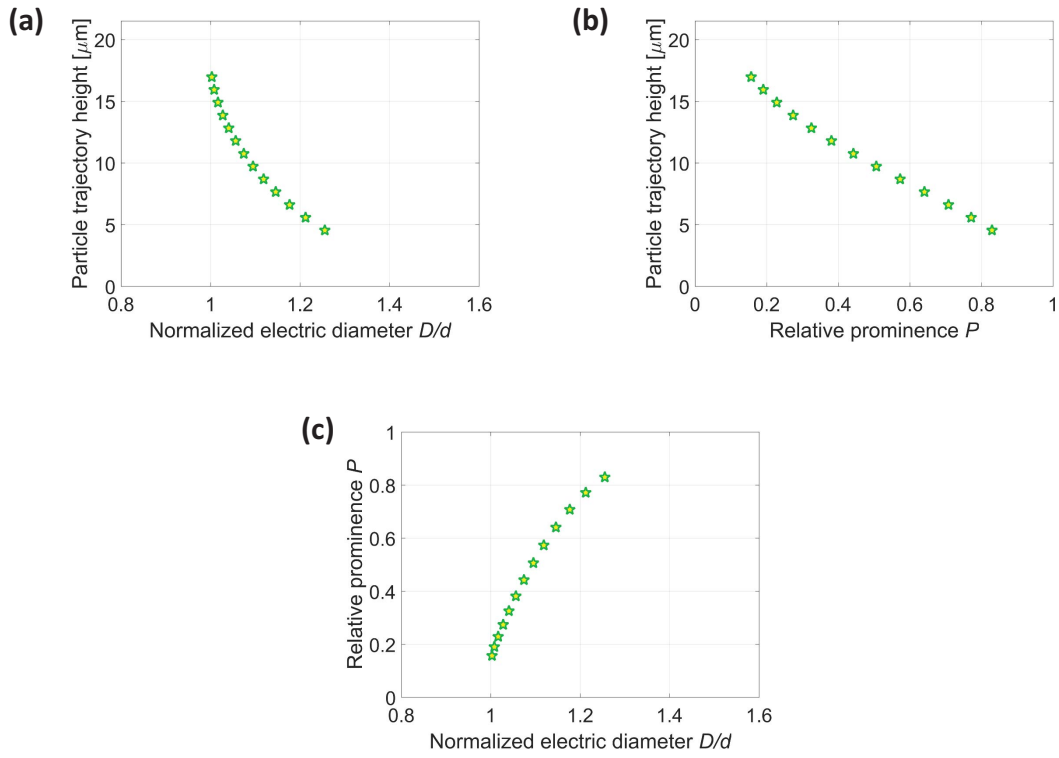 (a)
Particle trajectory height [μm]
20
15
10
5
0
0.8 1 1.2 1.4 1.6
Normalized electric diameter D/d
(b)
Particle trajectory height [μm]
20
15
10
5
0
0 0.2 0.4 0.6 0.8 1
Relative prominence P
(c)
Relative prominence P
1
0.8
0.6
0.4
0.2
0
0.8 1 1.2 1.4 1.6
Normalized electric diameter D/d